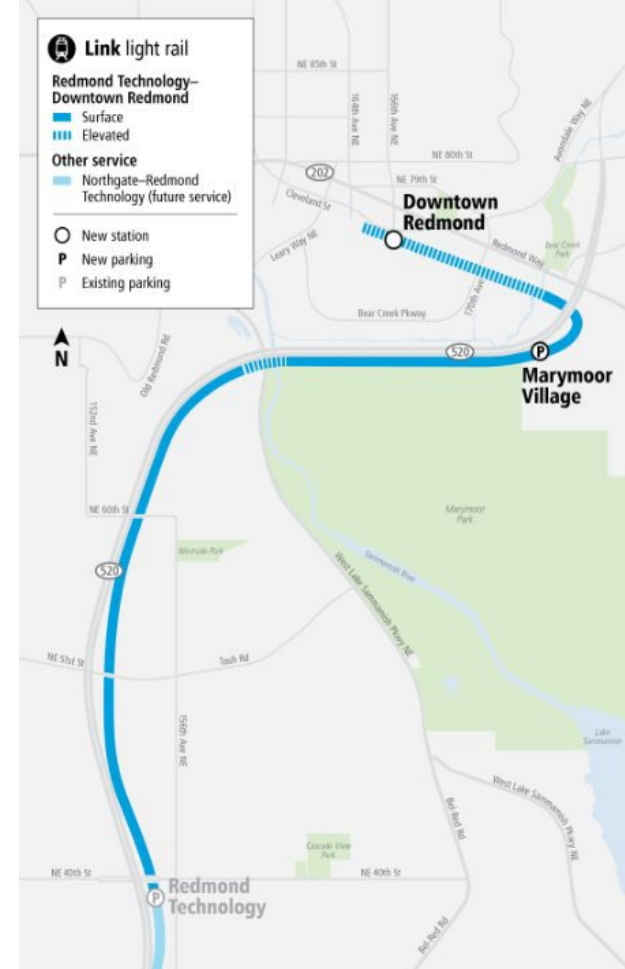 Link light rail
Redmond Technology–
Downtown Redmond
Surface
Elevated
Other service
Northgate–Redmond
Technology (future service)
New station
P New parking
P Existing parking
N
NE 85th St
164th Ave NE
166th Ave NE
Avondale Way NE
NE 80th St
202
NE 79th St
Cleveland St
Downtown
Redmond
Leary Way NE
Redmond Way
Bear Creek
Park
170th Ave
Bear Creek Pkwy
520
P
Marymoor
Village
Old Redmond Rd
152nd Ave NE
NE 60th St
Marymoor
Park
Westside Park
520
Sammamish River
West Lake Sammamish Pkwy NE
NE 51st St
Tosh Rd
156th Ave NE
Lake
Sammamish
West Lake Sammamish Pkwy NE
Bel-Red Rd
Cascade View
Park
NE 40th St
NE 40th St
P
Redmond
Technology
Bel-Red Rd